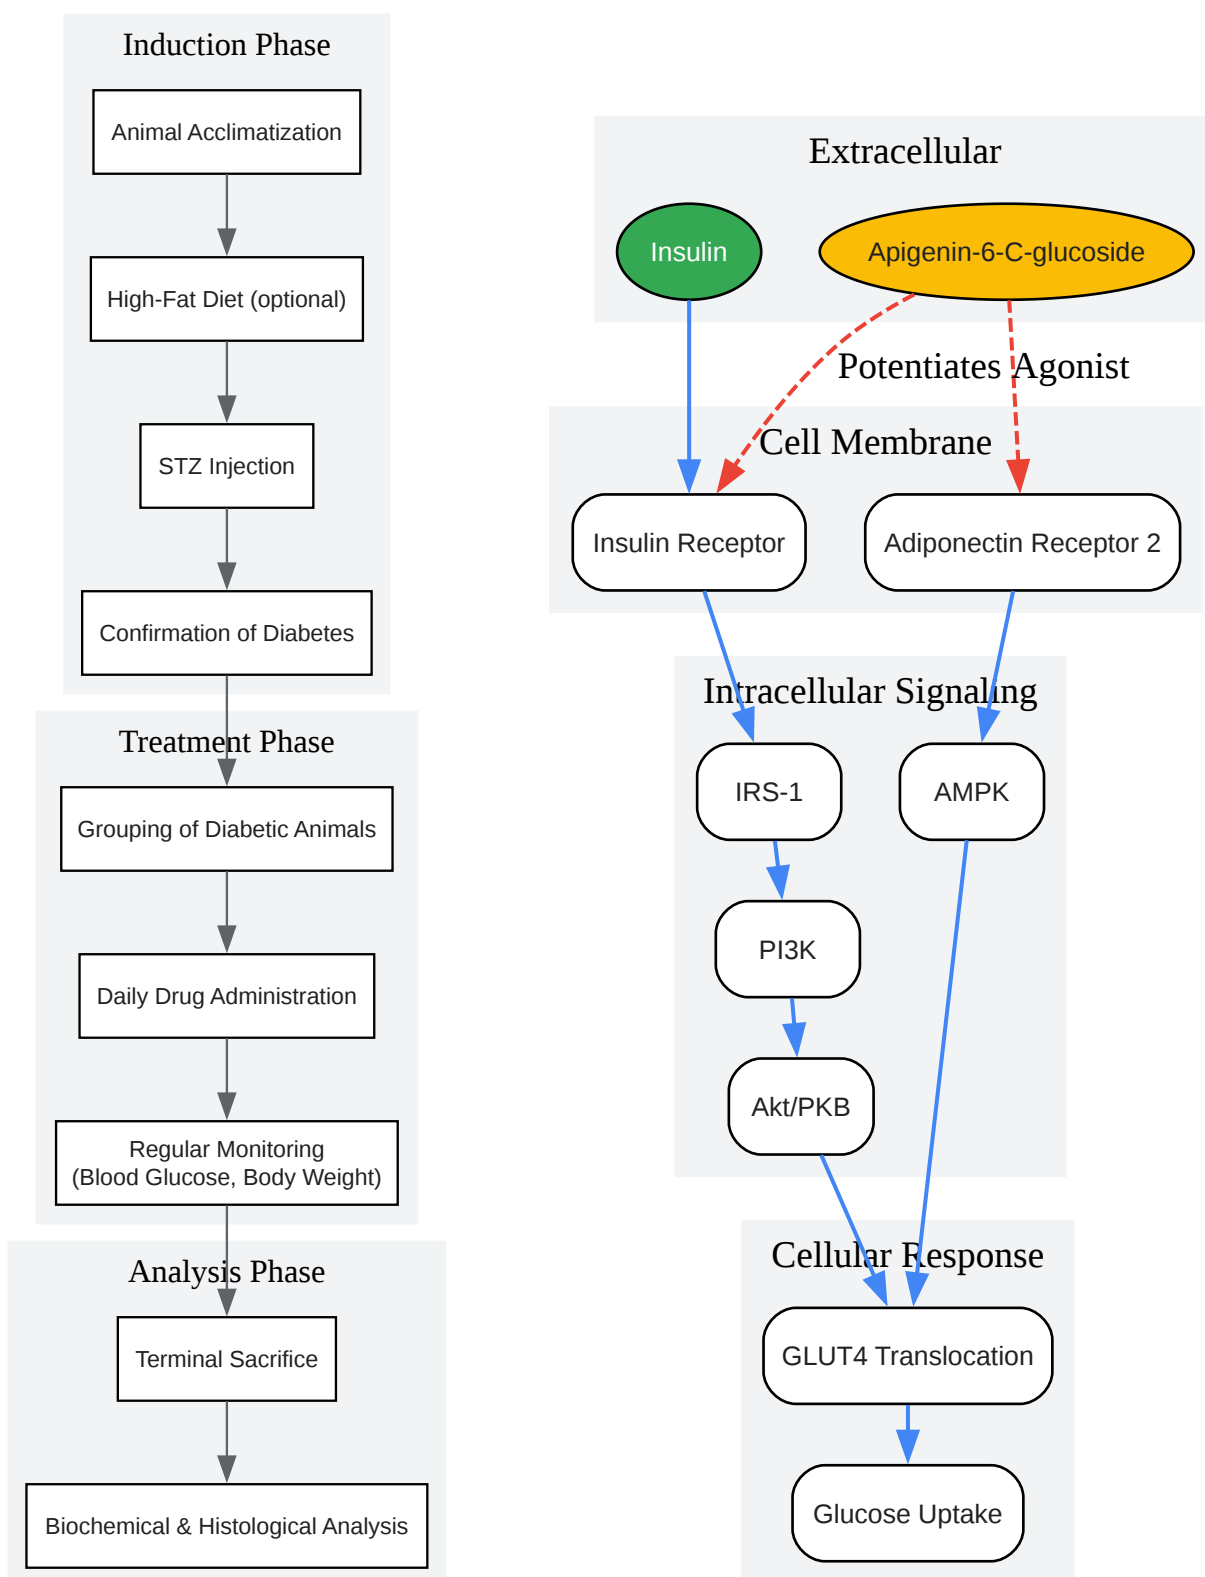 Induction Phase
Animal Acclimatization
High-Fat Diet (optional)
STZ Injection
Confirmation of Diabetes
Treatment Phase
Grouping of Diabetic Animals
Daily Drug Administration
Regular Monitoring
(Blood Glucose, Body Weight)
Analysis Phase
Terminal Sacrifice
Biochemical & Histological Analysis
Extracellular
Insulin
Apigenin-6-C-glucoside
Potentiates
Agonist
Cell Membrane
Insulin Receptor
Adiponectin Receptor 2
Intracellular Signaling
IRS-1
AMPK
PI3K
Akt/PKB
Cellular Response
GLUT4 Translocation
Glucose Uptake